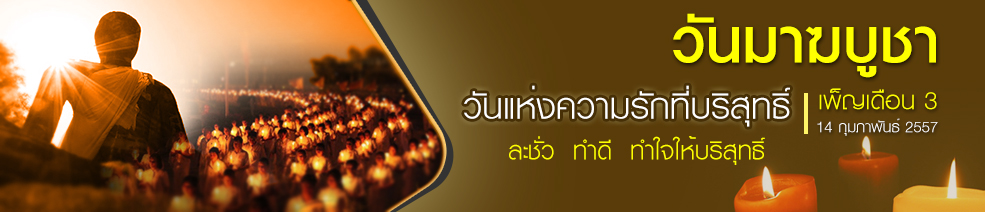 วันมาฆบูชา
วันแห่งความรักที่บริสุทธิ์
เพ็ญเดือน 3
14 กุมภาพันธ์ 2557
ละชั่ว ทำดี ทำใจให้บริสุทธิ์